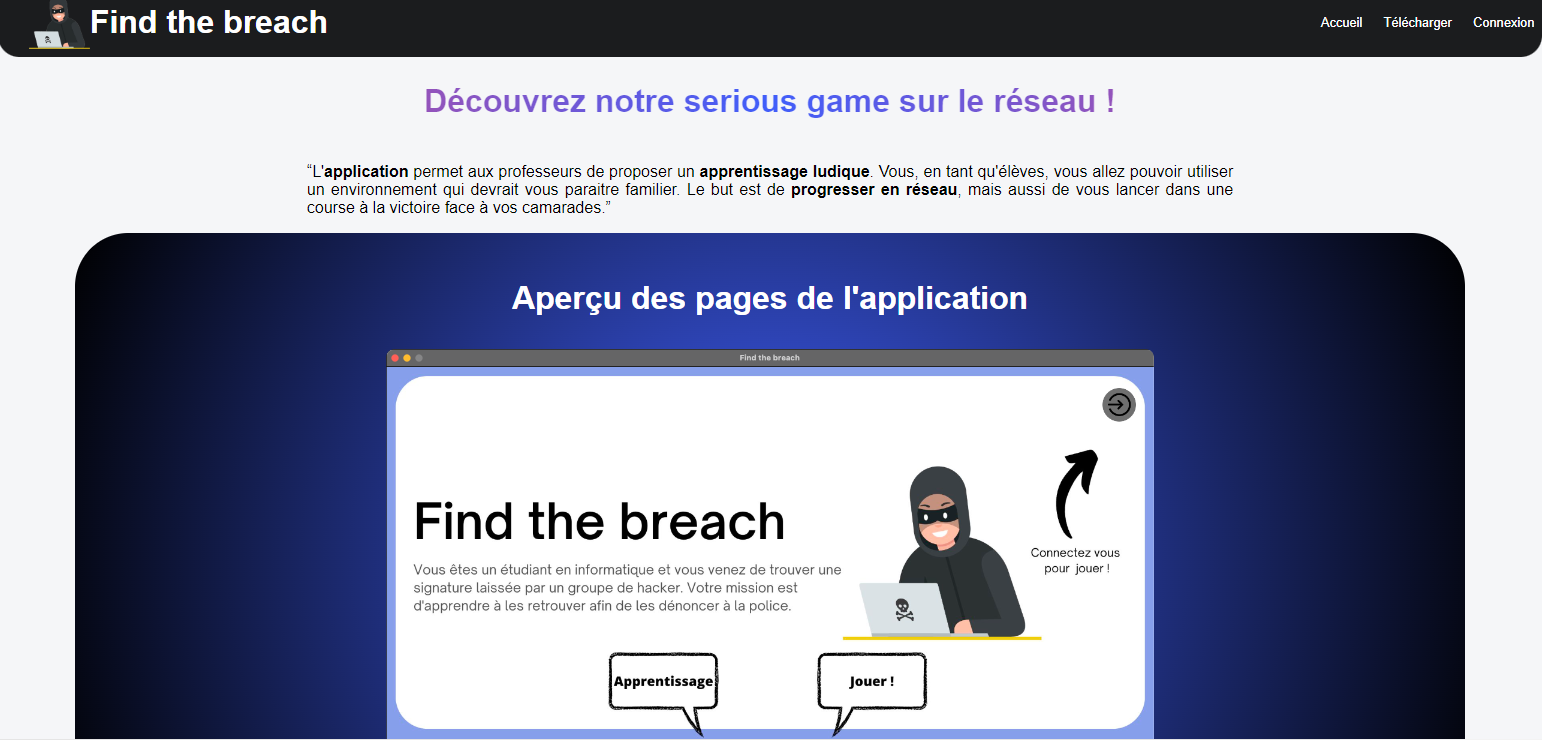 Find the breach
Accueil Télécharger Connexion
Découvrez notre serious game sur le réseau !
“L'application permet aux professeurs de proposer un apprentissage ludique. Vous, en tant qu'élèves, vous allez pouvoir utiliser
un environnement qui devrait vous paraitre familier. Le but est de progresser en réseau, mais aussi de vous lancer dans une
course à la victoire face à vos camarades.”
Aperçu des pages de l'application
Find the breach
Find the breach
Vous êtes un étudiant en informatique et vous venez de trouver une
signature laissée par un groupe de hacker. Votre mission est
d'apprendre à les retrouver afin de les dénoncer à la police.
Connectez vous
pour jouer !
Apprentissage
Jouer !